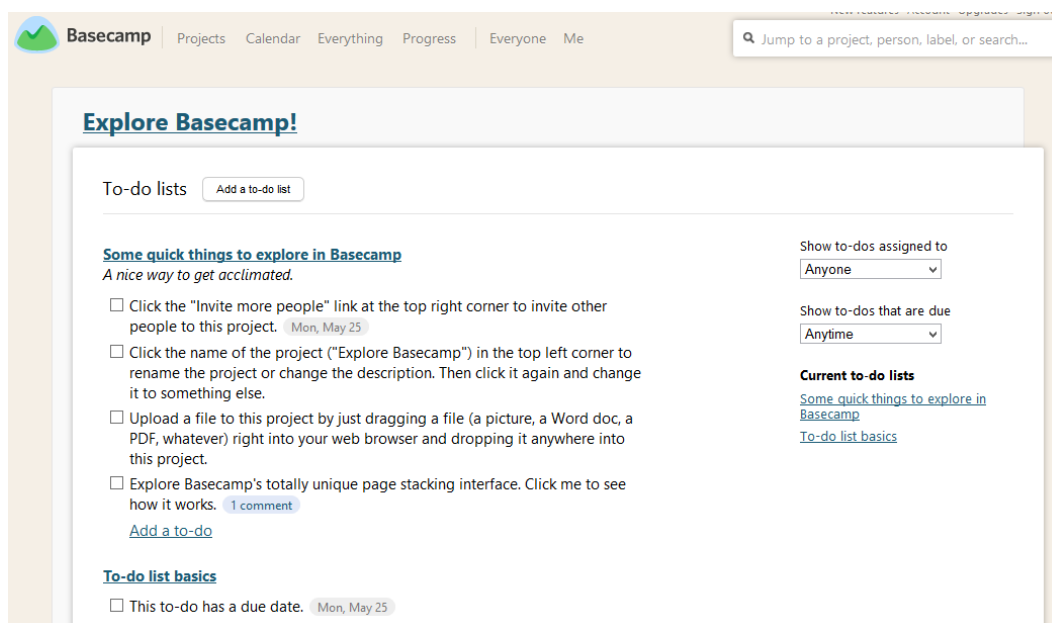 New features Account Upgrades Sign
Basecamp Projects Calendar Everything Progress Everyone Me
Jump to a project, person, label, or search...
Explore Basecamp!
To-do lists Add a to-do list
Some quick things to explore in Basecamp
A nice way to get acclimated.
Click the "Invite more people" link at the top right corner to invite other
people to this project. Mon, May 25
Click the name of the project ("Explore Basecamp") in the top left corner to
rename the project or change the description. Then click it again and change
it to something else.
Upload a file to this project by just dragging a file (a picture, a Word doc, a
PDF, whatever) right into your web browser and dropping it anywhere into
this project.
Explore Basecamp's totally unique page stacking interface. Click me to see
how it works. 1 comment
Add a to-do
To-do list basics
This to-do has a due date. Mon, May 25
Show to-dos assigned to
Anyone
Show to-dos that are due
Anytime
Current to-do lists
Some quick things to explore in
Basecamp
To-do list basics